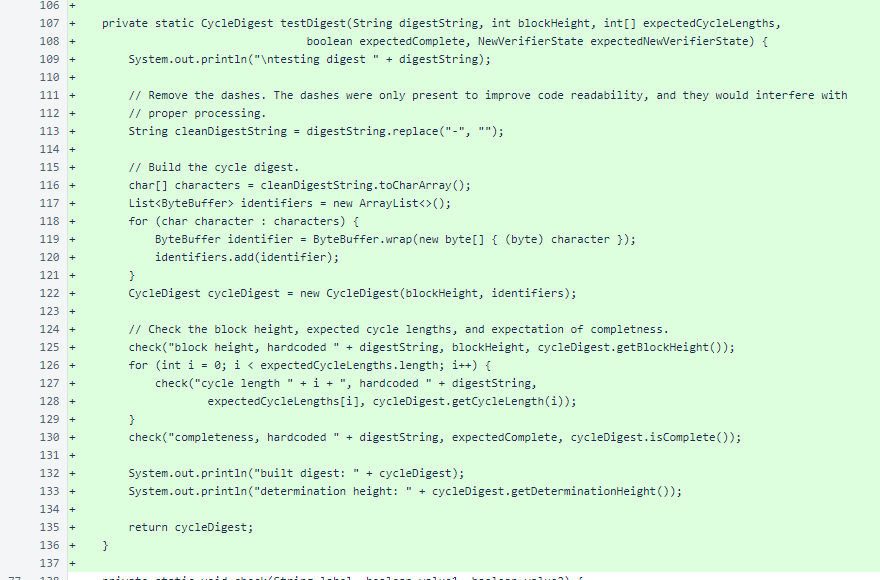 106 +
107 + private static CycleDigest testDigest(String digestString, int blockHeight, int[] expectedCycleLengths,
108 + boolean expectedComplete, NewVerifierState expectedNewVerifierState) {
109 + System.out.println("\ntesting digest " + digestString);
110 +
111 + // Remove the dashes. The dashes were only present to improve code readability, and they would interfere with
112 + // proper processing.
113 + String cleanDigestString = digestString.replace("-", "");
114 +
115 + // Build the cycle digest.
116 + char[] characters = cleanDigestString.toCharArray();
117 + List<ByteBuffer> identifiers = new ArrayList<>();
118 + for (char character : characters) {
119 + ByteBuffer identifier = ByteBuffer.wrap(new byte[] { (byte) character });
120 + identifiers.add(identifier);
121 + }
122 + CycleDigest cycleDigest = new CycleDigest(blockHeight, identifiers);
123 +
124 + // Check the block height, expected cycle lengths, and expectation of completness.
125 + check("block height, hardcoded " + digestString, blockHeight, cycleDigest.getBlockHeight());
126 + for (int i = 0; i < expectedCycleLengths.length; i++) {
127 + check("cycle length " + i + ", hardcoded " + digestString,
128 + expectedCycleLengths[i], cycleDigest.getCycleLength(i));
129 + }
130 + check("completeness, hardcoded " + digestString, expectedComplete, cycleDigest.isComplete());
131 +
132 + System.out.println("built digest: " + cycleDigest);
133 + System.out.println("determination height: " + cycleDigest.getDeterminationHeight());
134 +
135 + return cycleDigest;
136 + }
137 +